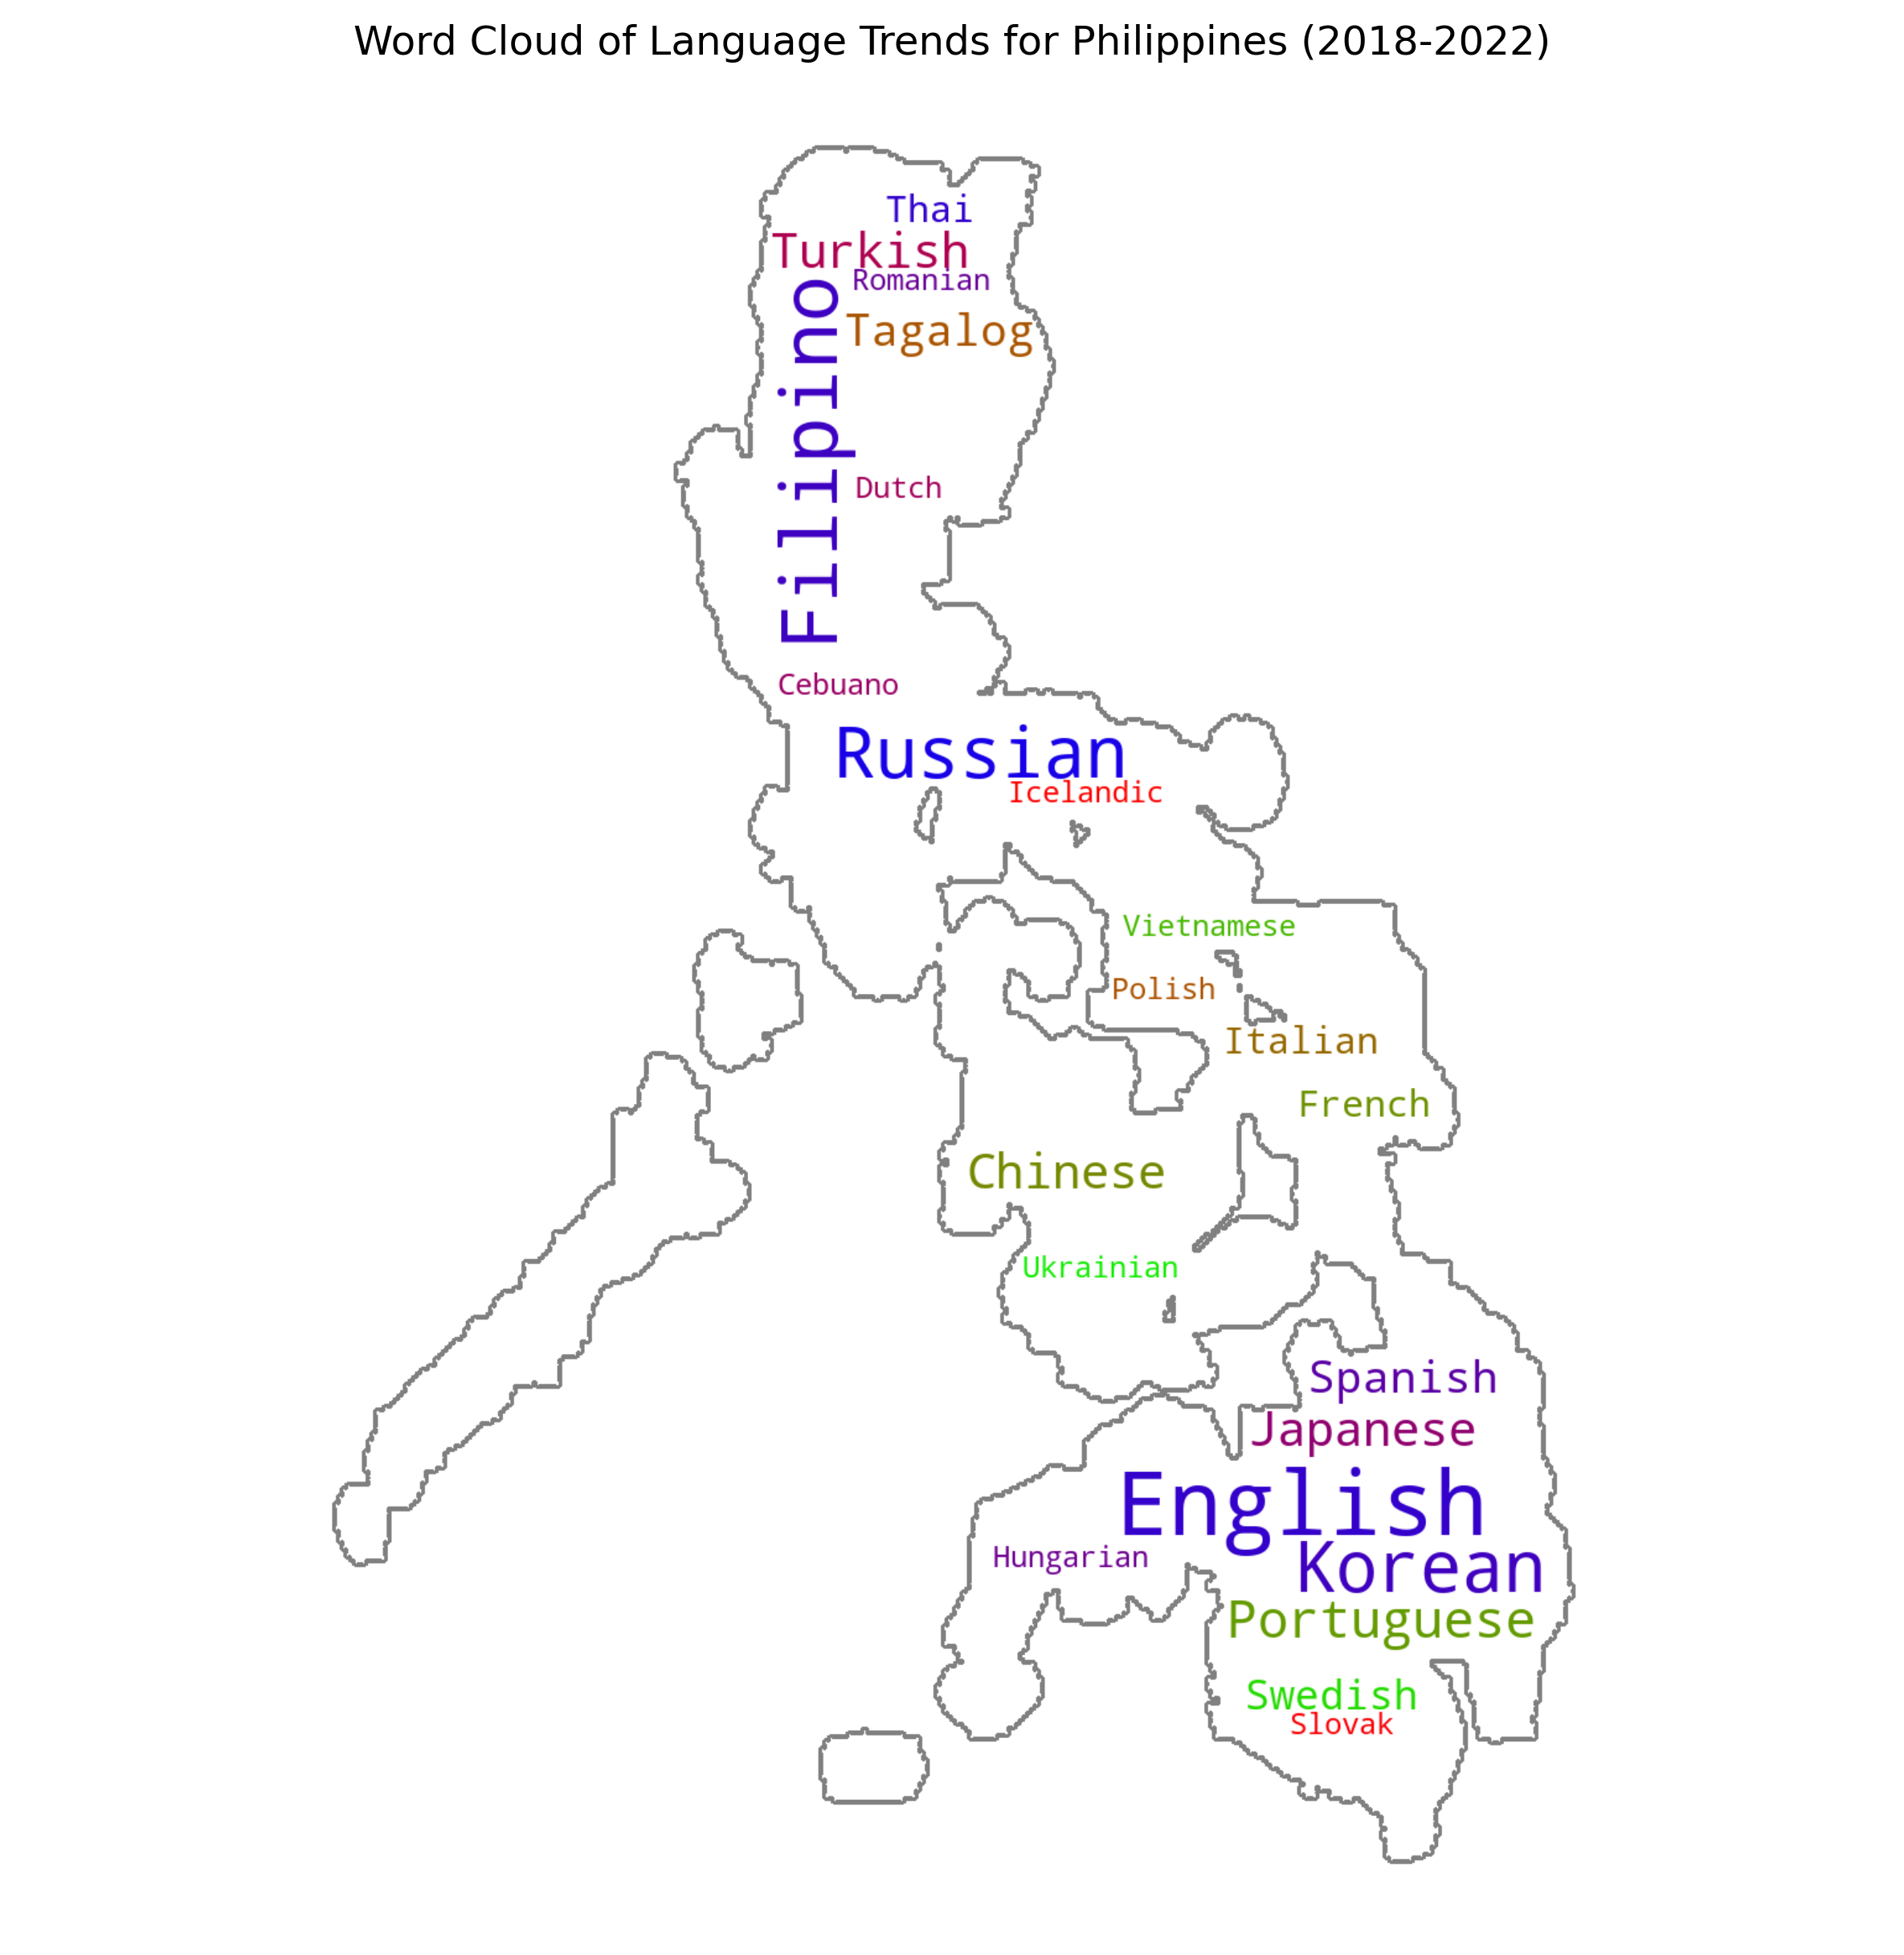 Word Cloud of Language Trends for Philippines (2018-2022)
Thai
Turkish
Romanian
Filipino
Tagalog
Dutch
Cebuano
Russian
Icelandic
Vietnamese
Polish
Italian
French
Chinese
Ukrainian
Spanish
Japanese
English
Hungarian
Korean
Portuguese
Swedish
Slovak